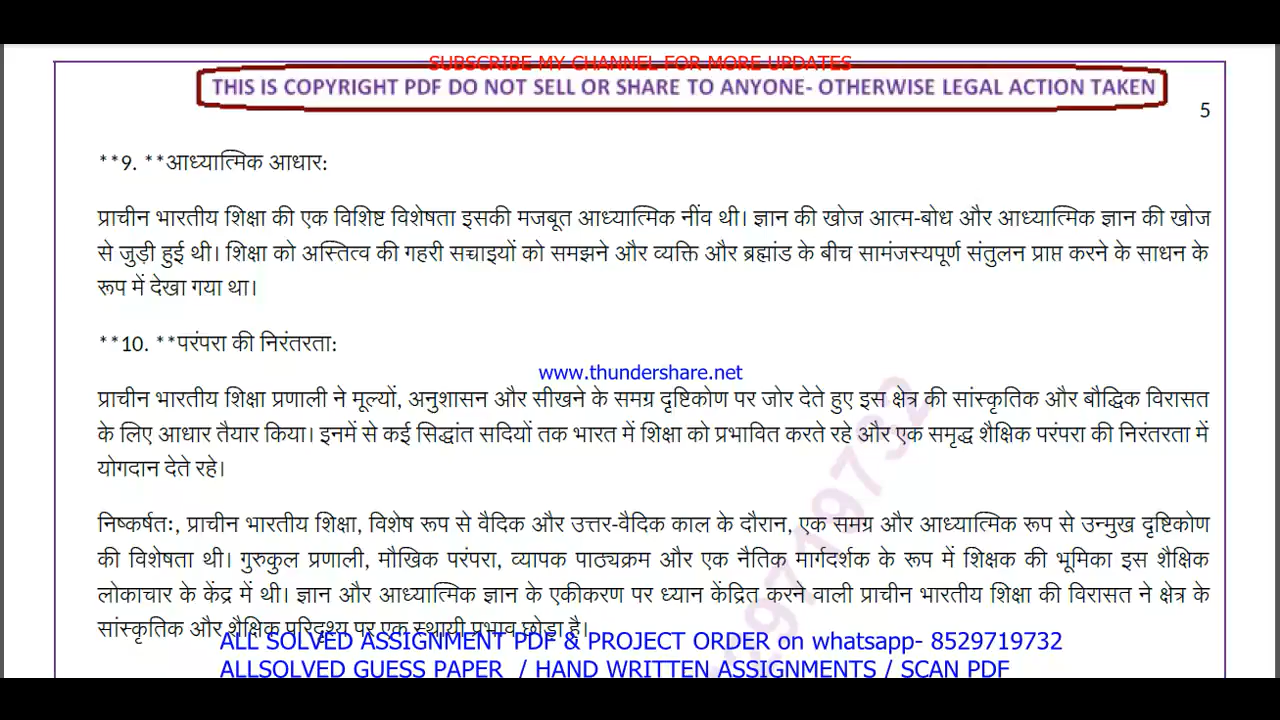 SUBSCRIBE MY CHANNEL FOR MORE UPDATES
THIS IS COPYRIGHT PDF DO NOT SELL OR SHARE TO ANYONE- OTHERWISE LEGAL ACTION TAKEN
5
**9. **आध्यात्मिक आधार:
प्राचीन भारतीय शिक्षा की एक विशिष्ट विशेषता इसकी मजबूत आध्यात्मिक नींव थी। ज्ञान की खोज आत्म-बोध और आध्यात्मिक ज्ञान की खोज
से जुड़ी हुई थी। शिक्षा को अस्तित्व की गहरी सच्चाइयों को समझने और व्यक्ति और ब्रह्मांड के बीच सामंजस्यपूर्ण संतुलन प्राप्त करने के साधन के
रूप में देखा गया था।
**10. **परंपरा की निरंतरता:
www.thundershare.net
प्राचीन भारतीय शिक्षा प्रणाली ने मूल्यों, अनुशासन और सीखने के समग्र दृष्टिकोण पर जोर देते हुए इस क्षेत्र की सांस्कृतिक और बौद्धिक विरासत
के लिए आधार तैयार किया। इनमें से कई सिद्धांत सदियों तक भारत में शिक्षा को प्रभावित करते रहे और एक समृद्ध शैक्षिक परंपरा की निरंतरता में
योगदान देते रहे।
निष्कर्षतः, प्राचीन भारतीय शिक्षा, विशेष रूप से वैदिक और उत्तर-वैदिक काल के दौरान, एक समग्र और आध्यात्मिक रूप से उन्मुख दृष्टिकोण
की विशेषता थी। गुरुकुल प्रणाली, मौखिक परंपरा, व्यापक पाठ्यक्रम और एक नैतिक मार्गदर्शक के रूप में शिक्षक की भूमिका इस शैक्षिक
लोकाचार के केंद्र में थी। ज्ञान और आध्यात्मिक ज्ञान के एकीकरण पर ध्यान केंद्रित करने वाली प्राचीन भारतीय शिक्षा की विरासत ने क्षेत्र के
सांस्कृतिक और शैक्षिक परिदृश्य पर एक स्थायी प्रभाव छोड़ा है।
ALL SOLVED ASSIGNMENT PDF & PROJECT ORDER on whatsapp- 8529719732
ALLSOLVED GUESS PAPER / HAND WRITTEN ASSIGNMENTS / SCAN PDF